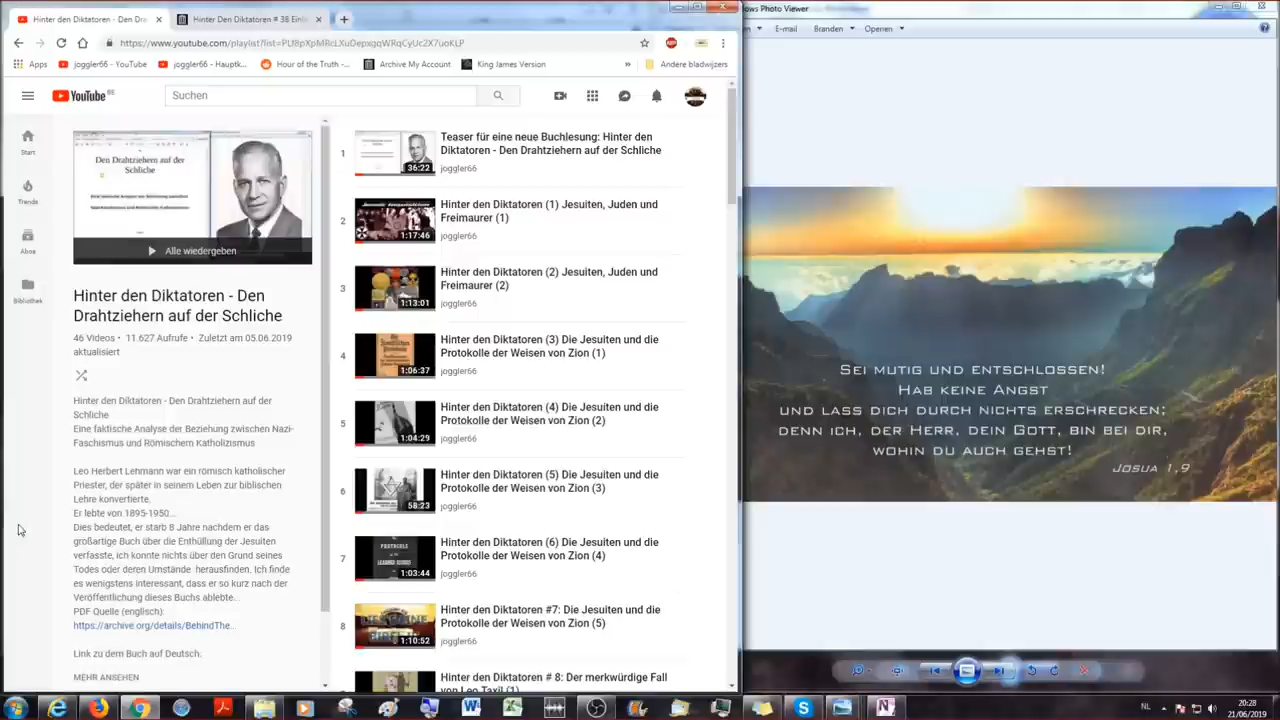 Hinter den Diktatoren - Den Dra
Hinter Den Diktatoren # 38 Einl
https://www.youtube.com/playlist?list=
Apps
joggler66 – YouTube
joggler66 - Hauptk...
Hour of the Truth -...
Archive My Account
King James Version
»
Andere bladwijzers
YouTube BE
Suchen
Start
Trends
Abos
Bibliothek
Den Drahtziehern auf der
Schliche
Alle wiedergeben
Hinter den Diktatoren - Den
Drahtziehern auf der Schliche
46 Videos • 11.627 Aufrufe • Zuletzt am 05.06.2019
aktualisiert
Hinter den Diktatoren - Den Drahtziehern auf der
Schliche
Eine faktische Analyse der Beziehung zwischen Nazi-
Faschismus und Römischern Katholizismus
Leo Herbert Lehmann war ein römisch katholischer
Priester, der später in seinem Leben zur biblischen
Lehre konvertierte.
Er lebte von 1895-1950...
Dies bedeutet, er starb 8 Jahre nachdem er das
großartige Buch über die Enthüllung der Jesuiten
verfasste, ich konnte nichts über den Grund seines
Todes oder deren Umstände herausfinden. Ich finde
es wenigstens interessant, dass er so kurz nach der
Veröffentlichung dieses Buchs ablebte...
PDF Quelle (englisch):
https://archive.org/details/BehindThe...
Link zu dem Buch auf Deutsch:
MEHR ANSEHEN
1
36:22
Teaser für eine neue Buchlesung: Hinter den
Diktatoren - Den Drahtziehern auf der Schliche
joggler66
2
1:17:46
Hinter den Diktatoren (1) Jesuiten, Juden und
Freimaurer (1)
joggler66
3
1:13:01
Hinter den Diktatoren (2) Jesuiten, Juden und
Freimaurer (2)
joggler66
4
1:06:37
Hinter den Diktatoren (3) Die Jesuiten und die
Protokolle der Weisen von Zion (1)
joggler66
5
1:04:29
Hinter den Diktatoren (4) Die Jesuiten und die
Protokolle der Weisen von Zion (2)
joggler66
6
58:23
Hinter den Diktatoren (5) Die Jesuiten und die
Protokolle der Weisen von Zion (3)
joggler66
7
1:03:44
Hinter den Diktatoren (6) Die Jesuiten und die
Protokolle der Weisen von Zion (4)
joggler66
8
1:10:52
Hinter den Diktatoren #7: Die Jesuiten und die
Protokolle der Weisen von Zion (5)
joggler66
Hinter den Diktatoren # 8: Der merkwürdige Fall
von Leo Taxil (1)
ows Photo Viewer
E-mail
Branden
Openen
Sei mutig und entschlossen!
Hab keine Angst
und lass dich durch nichts erschrecken;
denn ich, der Herr, dein Gott, bin bei dir,
wohin du auch gehst!
Josua 1,9
NL
20:28
21/06/2019